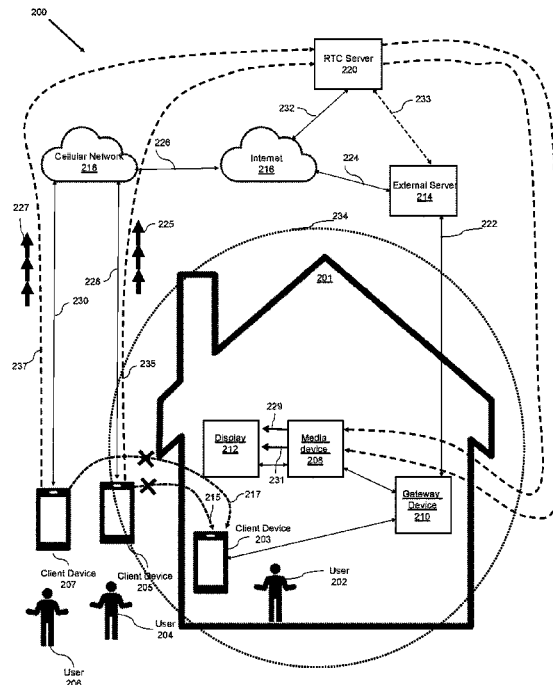 200
RTC Server
220
232
233
Cellular Network
218
226
Internet
216
224
External Server
214
227
225
234
222
228
201
230
237
235
229
Display
212
Media
device
208
231
217
215
Gateway
Device
210
Client Device
203
Client Device
207
Client Device
205
User
202
User
204
User
206